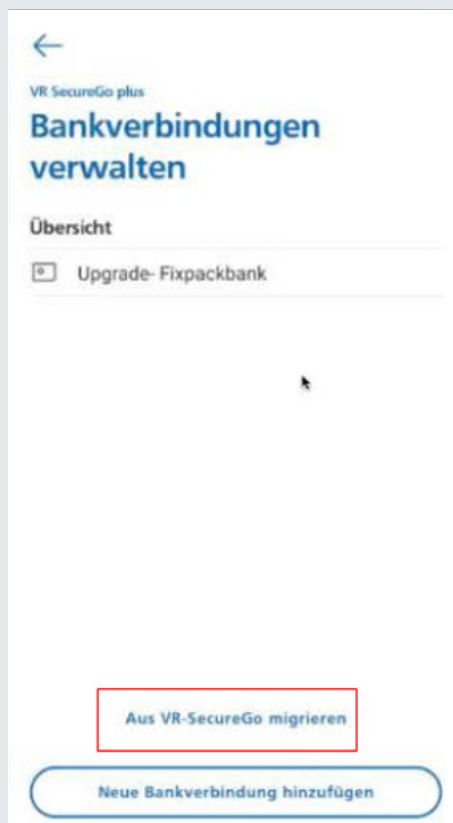 VR SecureGo plus
Bankverbindungen
verwalten
Übersicht
Upgrade- Fixpackbank
Aus VR-SecureGo migrieren
Neue Bankverbindung hinzufügen